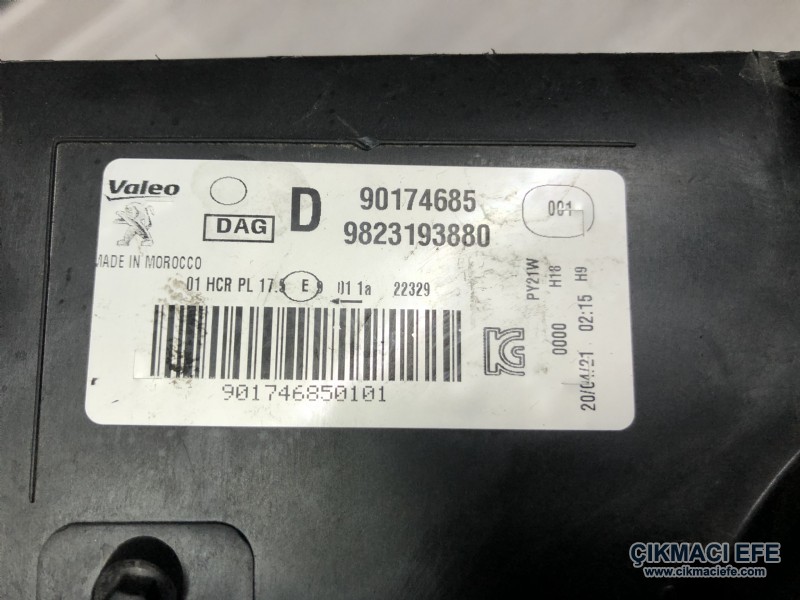 Valeo
DAG
D
90174685
9823193880
001
MADE IN MOROCCO
01 HCR PL 17.5 E 9 01 1a 22329
901746850101
PY21W
H18 H9
0000 02:15
20/04/21
ÇIKMACI EFE
www.cikmaciefe.com